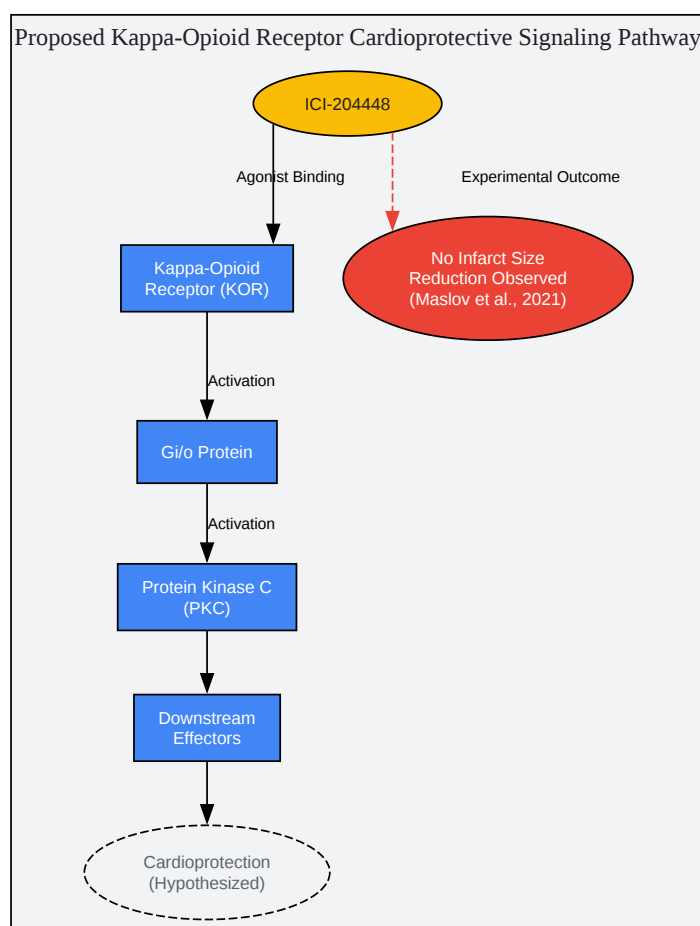 Proposed Kappa-Opioid Receptor Cardioprotective Signaling Pathway
ICI-204448
Agonist Binding
Experimental Outcome
Kappa-Opioid
Receptor (KOR)
No Infarct Size
Reduction Observed
(Maslov et al., 2021)
Activation
Gi/o Protein
Activation
Protein Kinase C
(PKC)
Downstream
Effectors
Cardioprotection
(Hypothesized)